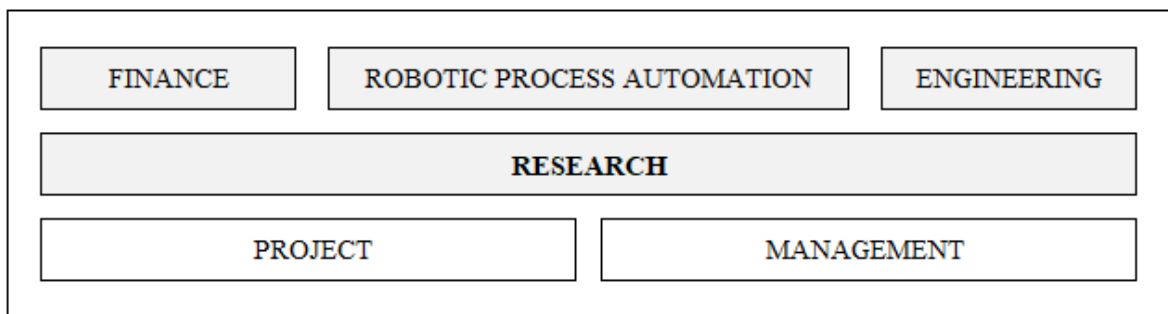 FINANCE ROBOTIC PROCESS AUTOMATION ENGINEERING
RESEARCH
PROJECT MANAGEMENT